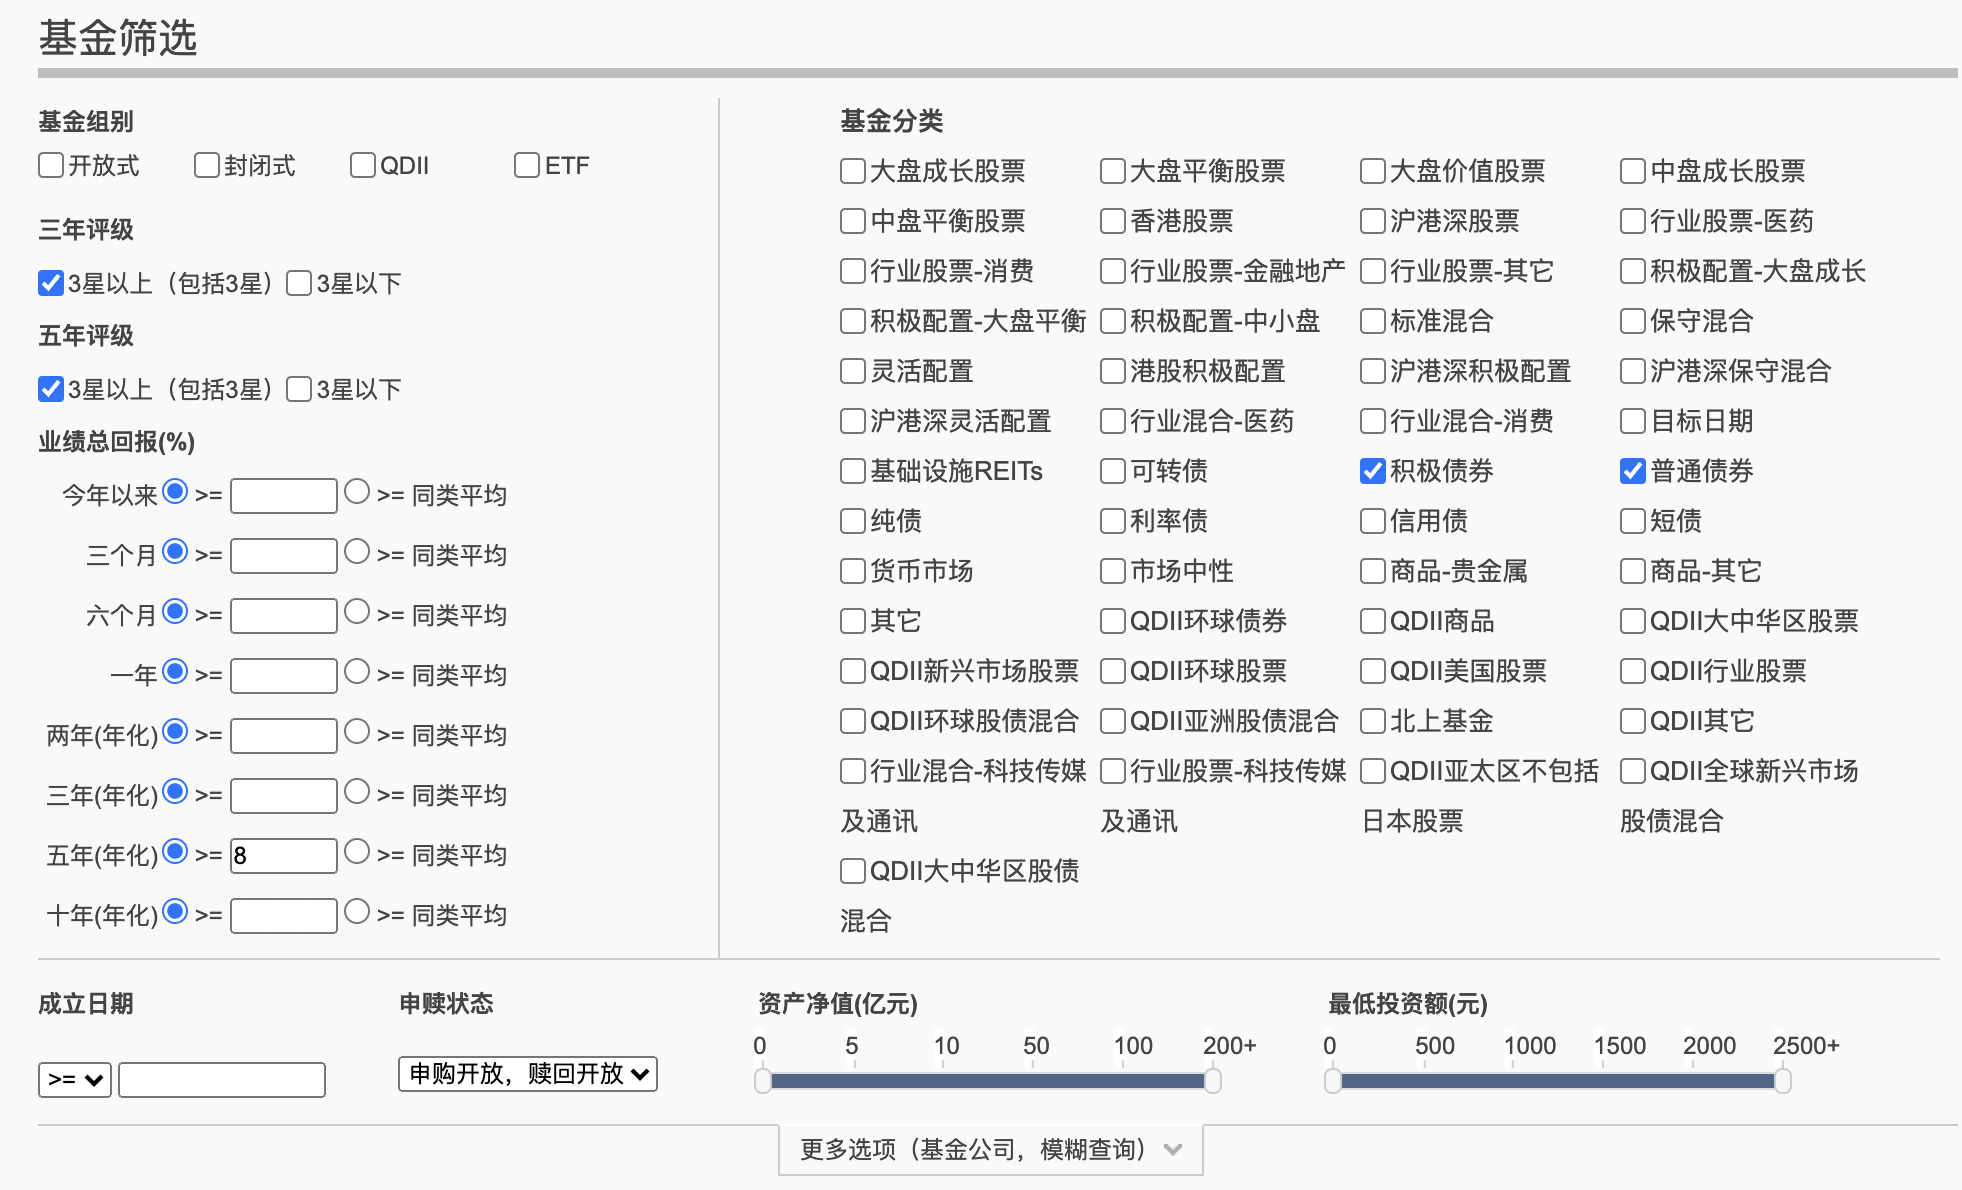 基金筛选
基金组别
开放式 封闭式 QDII ETF
三年评级
3星以上（包括3星） 3星以下
五年评级
3星以上（包括3星） 3星以下
业绩总回报(%)
今年以来 >= >= 同类平均
三个月 >= >= 同类平均
六个月 >= >= 同类平均
一年 >= >= 同类平均
两年(年化) >= >= 同类平均
三年(年化) >= >= 同类平均
五年(年化) >= 8 >= 同类平均
十年(年化) >= >= 同类平均
基金分类
大盘成长股票 大盘平衡股票 大盘价值股票 中盘成长股票
中盘平衡股票 香港股票 沪港深股票 行业股票-医药
行业股票-消费 行业股票-金融地产 行业股票-其它 积极配置-大盘成长
积极配置-大盘平衡 积极配置-中小盘 标准混合 保守混合
灵活配置 港股积极配置 沪港深积极配置 沪港深保守混合
沪港深灵活配置 行业混合-医药 行业混合-消费 目标日期
基础设施REITs 可转债 积极债券 普通债券
纯债 利率债 信用债 短债
货币市场 市场中性 商品-贵金属 商品-其它
其它 QDII环球债券 QDII商品 QDII大中华区股票
QDII新兴市场股票 QDII环球股票 QDII美国股票 QDII行业股票
QDII环球股债混合 QDII亚洲股债混合 北上基金 QDII其它
行业混合-科技传媒 行业股票-科技传媒 QDII亚太区不包括 QDII全球新兴市场
及通讯 及通讯 日本股票 股债混合
QDII大中华区股债
混合
成立日期 申赎状态 资产净值(亿元) 最低投资额(元)
0 5 10 50 100 200+ 0 500 1000 1500 2000 2500+
>= 申购开放，赎回开放
更多选项（基金公司，模糊查询）